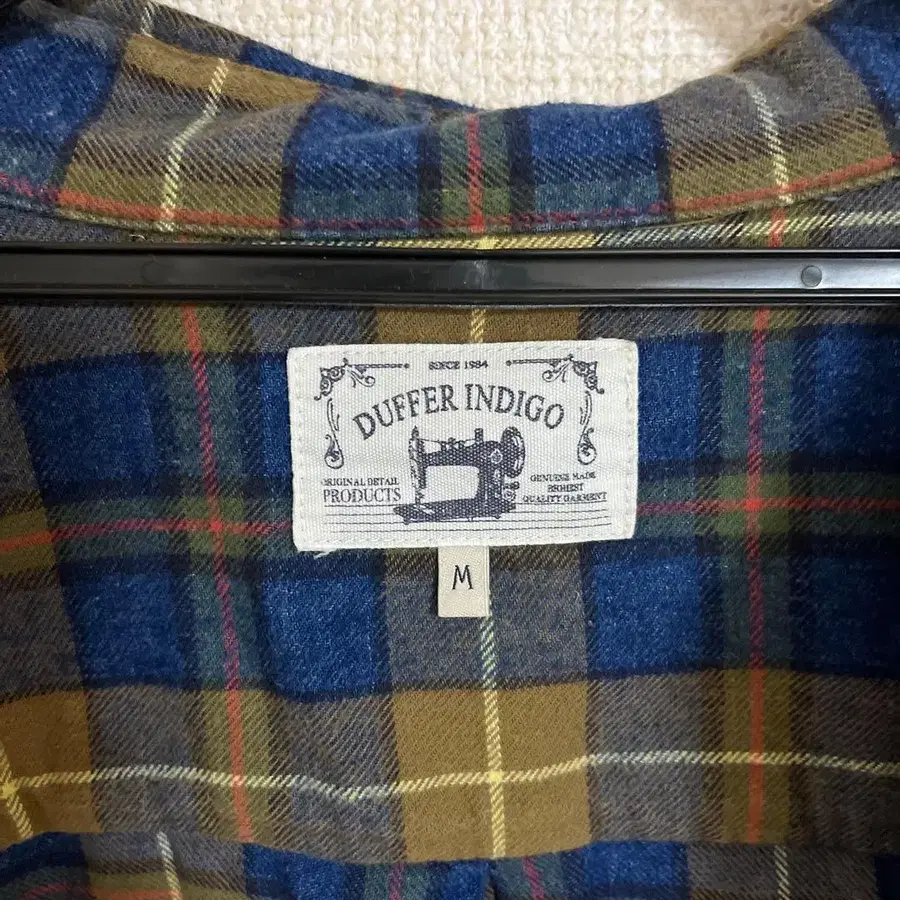 SINCE 1984
DUFFER INDIGO
ORIGINAL DETAIL
PRODUCTS
GENUINE MADE
HIGHEST
QUALITY GARMENT
M